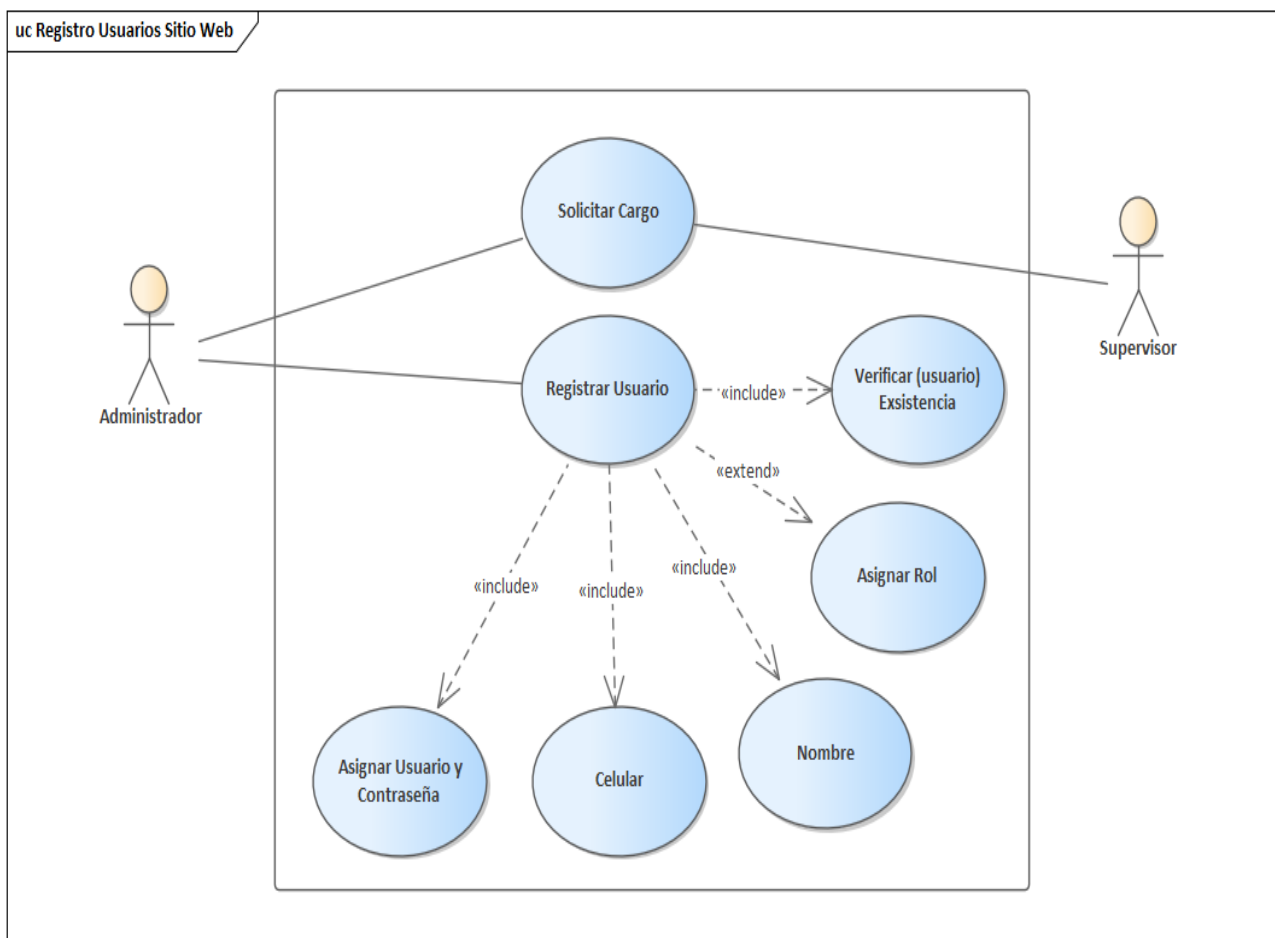 uc Registro Usuarios Sitio Web
Solicitar Cargo
Administrador
Supervisor
Registrar Usuario
«include»
Verificar (usuario)
Exsistencia
«extend»
Asignar Rol
«include»
«include»
«include»
Asignar Usuario y
Contraseña
Celular
Nombre